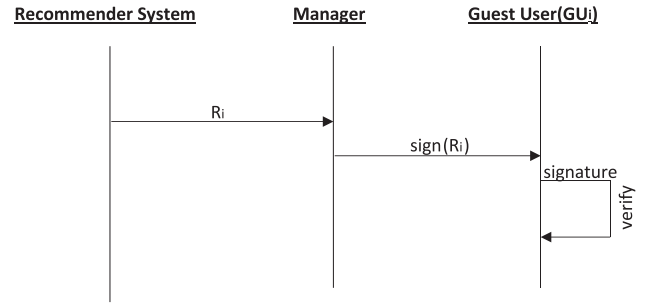 Recommender System Manager Guest User(GUi)
Ri
sign(Ri)
signature
verify